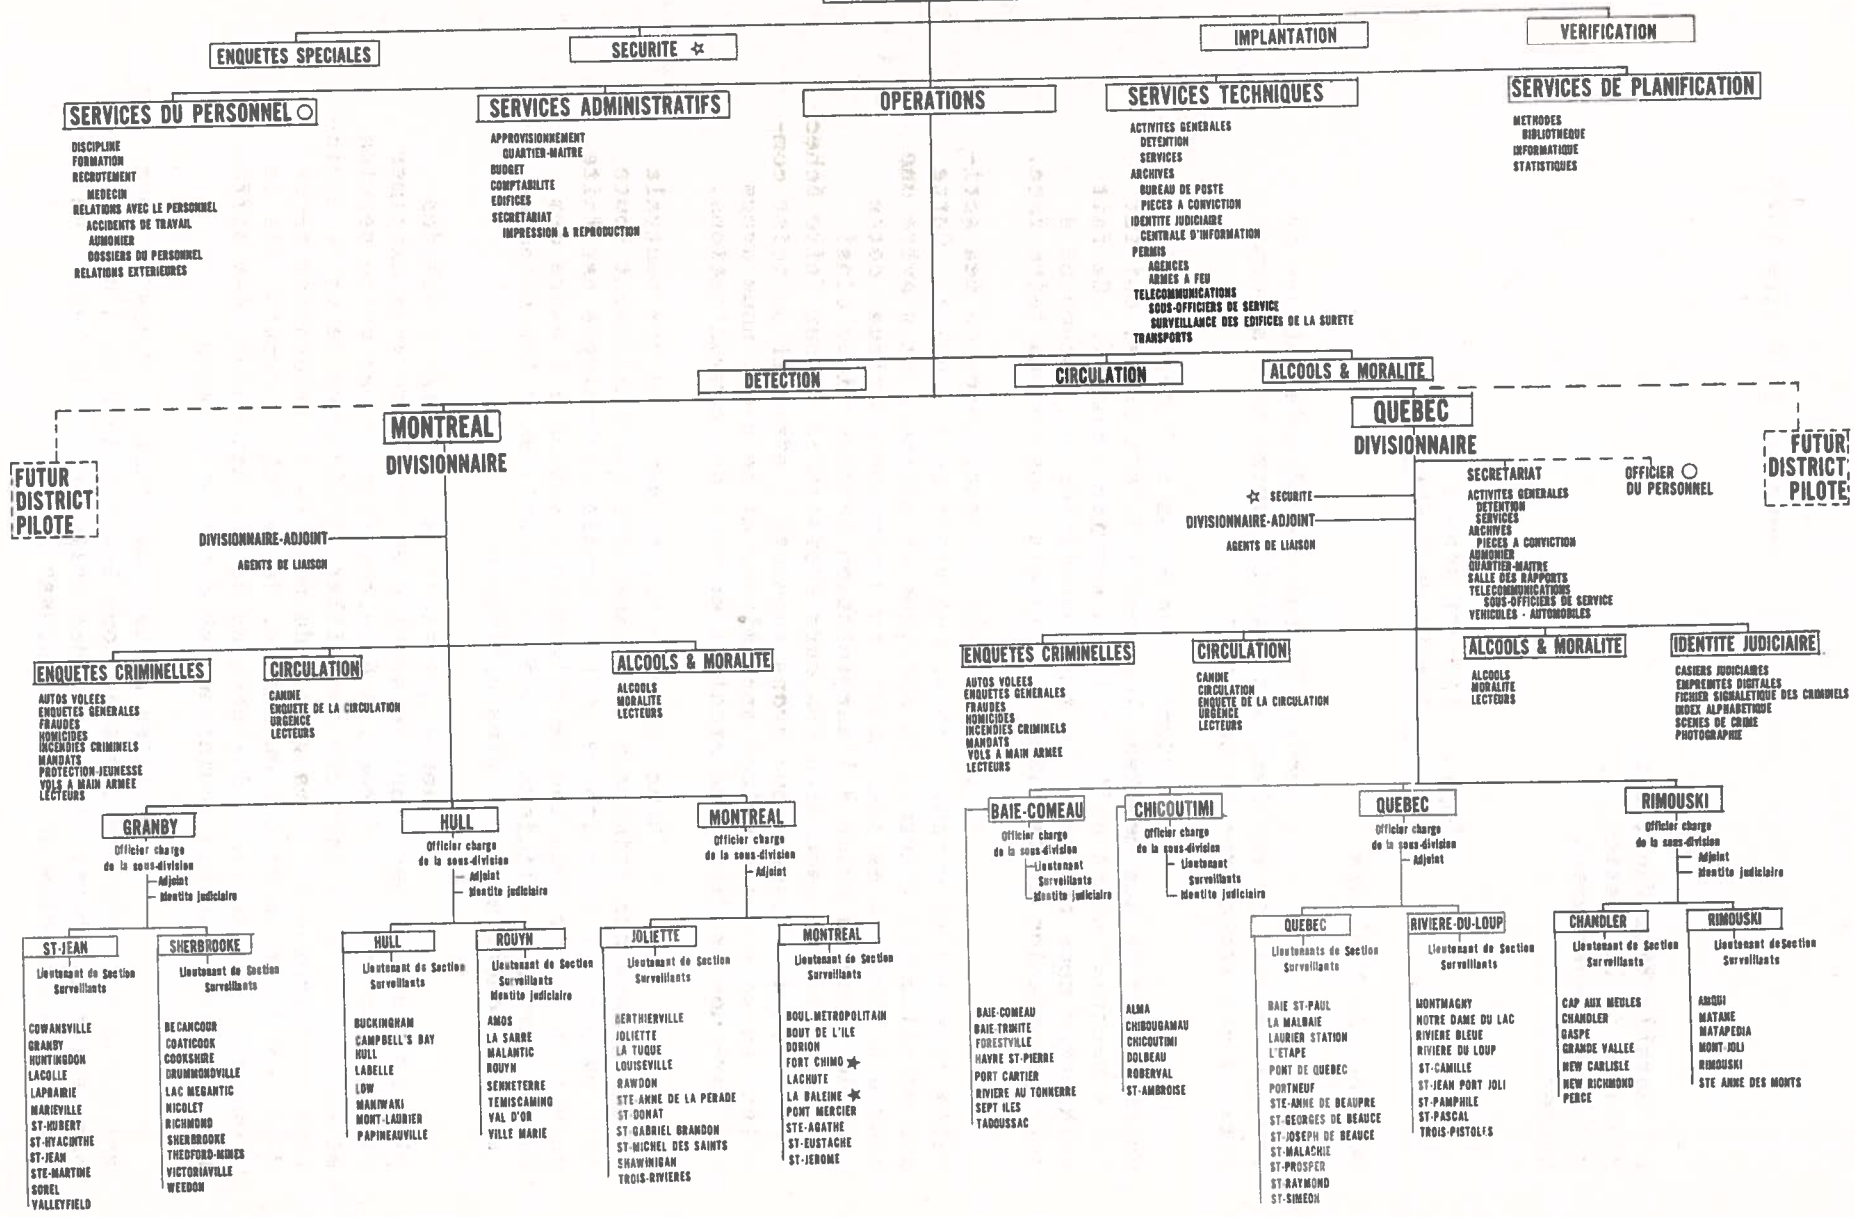 ENQUETES SPECIALES
SECURITE ☆
IMPLANTATION
VERIFICATION
SERVICES DU PERSONNEL ○
DISCIPLINE
FORMATION
RECRUTEMENT
MEDECIN
RELATIONS AVEC LE PERSONNEL
ACCIDENTS DE TRAVAIL
AUMONIER
DOSSIERS DU PERSONNEL
RELATIONS EXTERIEURES
SERVICES ADMINISTRATIFS
APPROVISIONNEMENT
QUARTIER-MAITRE
BUDGET
COMPTABILITE
EDIFICES
SECRETARIAT
IMPRESSION & REPRODUCTION
OPERATIONS
SERVICES TECHNIQUES
ACTIVITES GENERALES
DETENTION
SERVICES
ARCHIVES
BUREAU DE POSTE
PIECES A CONVICTION
IDENTITE JUDICIAIRE
CENTRALE D'INFORMATION
PERMIS
AGENCES
ARMES A FEU
TELECOMMUNICATIONS
SOUS-OFFICIERS DE SERVICE
SURVEILLANCE DES EDIFICES DE LA SURETE
TRANSPORTS
SERVICES DE PLANIFICATION
METHODES
BIBLIOTHEQUE
INFORMATIQUE
STATISTIQUES
DETECTION
CIRCULATION
ALCOOLS & MORALITE
FUTUR
DISTRICT
PILOTE
MONTREAL
DIVISIONNAIRE
DIVISIONNAIRE-ADJOINT
AGENTS DE LIAISON
QUEBEC
DIVISIONNAIRE
☆ SECURITE
DIVISIONNAIRE-ADJOINT
AGENTS DE LIAISON
SECRETARIAT
ACTIVITES GENERALES
DETENTION
SERVICES
ARCHIVES
PIECES A CONVICTION
AUMONIER
QUARTIER-MAITRE
SALLE DES RAPPORTS
TELECOMMUNICATIONS
SOUS-OFFICIERS DE SERVICE
VEHICULES - AUTOMOBILES
OFFICIER ○
DU PERSONNEL
FUTUR
DISTRICT
PILOTE
ENQUETES CRIMINELLES
AUTOS VOLEES
ENQUETES GENERALES
FRAUDES
HOMICIDES
INCENDIES CRIMINELS
MANDATS
PROTECTION-JEUNESSE
VOLS A MAIN ARMEE
LECTEURS
CIRCULATION
CANINE
ENQUETE DE LA CIRCULATION
URGENCE
LECTEURS
ALCOOLS & MORALITE
ALCOOLS
MORALITE
LECTEURS
ENQUETES CRIMINELLES
AUTOS VOLEES
ENQUETES GENERALES
FRAUDES
HOMICIDES
INCENDIES CRIMINELS
MANDATS
VOLS A MAIN ARMEE
LECTEURS
CIRCULATION
CANINE
CIRCULATION
ENQUETE DE LA CIRCULATION
URGENCE
LECTEURS
ALCOOLS & MORALITE
ALCOOLS
MORALITE
LECTEURS
IDENTITE JUDICIAIRE
CASIERS JUDICIAIRES
EMPREINTES DIGITALES
FICHIER SIGNALETIQUE DES CRIMINELS
INDEX ALPHABETIQUE
SCENES DE CRIME
PHOTOGRAPHIE
GRANBY
Officier charge
de la sous-division
Adjoint
Identite judiciaire
HULL
Officier charge
de la sous-division
Adjoint
Identite judiciaire
MONTREAL
Officier charge
de la sous-division
Adjoint
BAIE-COMEAU
Officier charge
de la sous-division
Lieutenant
Surveillants
Identite judiciaire
CHICOUTIMI
Officier charge
de la sous-division
Lieutenant
Surveillants
Identite judiciaire
QUEBEC
Officier charge
de la sous-division
Adjoint
RIMOUSKI
Officier charge
de la sous-division
Adjoint
Identite judiciaire
ST-JEAN
Lieutenant de Section
Surveillants
COWANSVILLE
GRANBY
HUNTINGDON
LACOLLE
LAPRAIRIE
MARIEVILLE
ST-HUBERT
ST-HYACINTHE
ST-JEAN
STE-MARTINE
SOREL
VALLEYFIELD
SHERBROOKE
Lieutenant de Section
Surveillants
BECANCOUR
COATICOOK
COOKSHIRE
DRUMMONDVILLE
LAC MEGANTIC
NICOLET
RICHMOND
SHERBROOKE
THEDFORD-MINES
VICTORIAVILLE
WEEDON
HULL
Lieutenant de Section
Surveillants
BUCKINGHAM
CAMPBELL'S BAY
HULL
LABELLE
LOW
MANIWAKI
MONT-LAURIER
PAPINEAUVILLE
ROUYN
Lieutenant de Section
Surveillants
Identite judiciaire
AMOS
LA SARRE
MALARTIC
ROUYN
SENNETERRE
TEMISCAMING
VAL D'OR
VILLE MARIE
JOLIETTE
Lieutenant de Section
Surveillants
BERTHIERVILLE
JOLIETTE
LA TUQUE
LOUISEVILLE
RAWDON
STE-ANNE DE LA PERADE
ST-DONAT
ST-GABRIEL BRANDON
ST-MICHEL DES SAINTS
SHAWINIGAN
TROIS-RIVIERES
MONTREAL
Lieutenant de Section
Surveillants
BOUL-METROPOLITAIN
BOUT DE L'ILE
DORION
FORT CHIMO ★
LACHUTE
LA BALEINE ★
PONT MERCIER
STE-AGATHE
ST-EUSTACHE
ST-JEROME
BAIE-COMEAU
BAIE-TRINITE
FORESTVILLE
HAVRE ST-PIERRE
PORT CARTIER
RIVIERE AU TONNERRE
SEPT ILES
TADOUSSAC
ALMA
CHIBOUGAMAU
CHICOUTIMI
DOLBEAU
ROBERVAL
ST-AMBROISE
QUEBEC
Lieutenants de Section
Surveillants
BAIE ST-PAUL
LA MALBAIE
LAURIER STATION
L'ETAPE
PONT DE QUEBEC
PORTNEUF
STE-ANNE DE BEAUPRE
ST-GEORGES DE BEAUCE
ST-JOSEPH DE BEAUCE
ST-MALACHIE
ST-PROSPER
ST-RAYMOND
ST-SIMEON
RIVIERE-DU-LOUP
Lieutenant de Section
Surveillants
MONTMAGNY
NOTRE DAME DU LAC
RIVIERE BLEUE
RIVIERE DU LOUP
ST-CAMILLE
ST-JEAN PORT JOLI
ST-PAMPHILE
ST-PASCAL
TROIS-PISTOLES
CHANDLER
Lieutenant de Section
Surveillants
CAP AUX MEULES
CHANDLER
GASPE
GRANDE VALLEE
NEW CARLISLE
NEW RICHMOND
PERCE
RIMOUSKI
Lieutenant de Section
Surveillants
AMQUI
MATANE
MATAPEDIA
MONT-JOLI
RIMOUSKI
STE ANNE DES MONTS